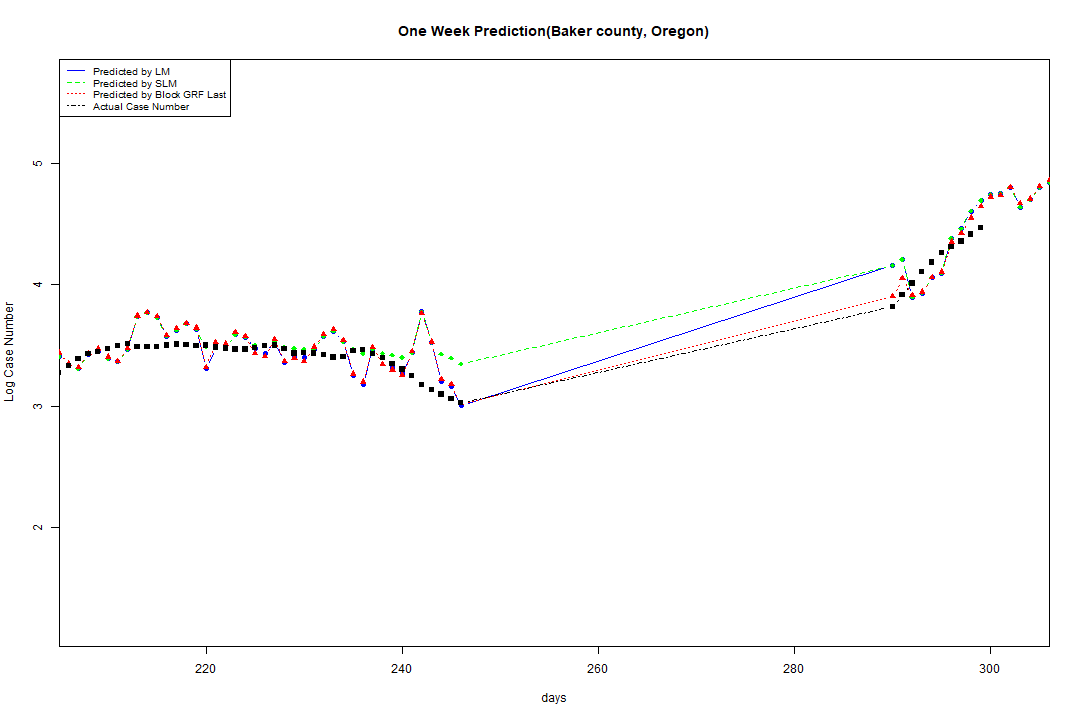 One Week Prediction(Baker county, Oregon)
Predicted by LM
Predicted by SLM
Predicted by Block GRF Last
Actual Case Number
5
4
3
2
Log Case Number
220 240 260 280 300
days